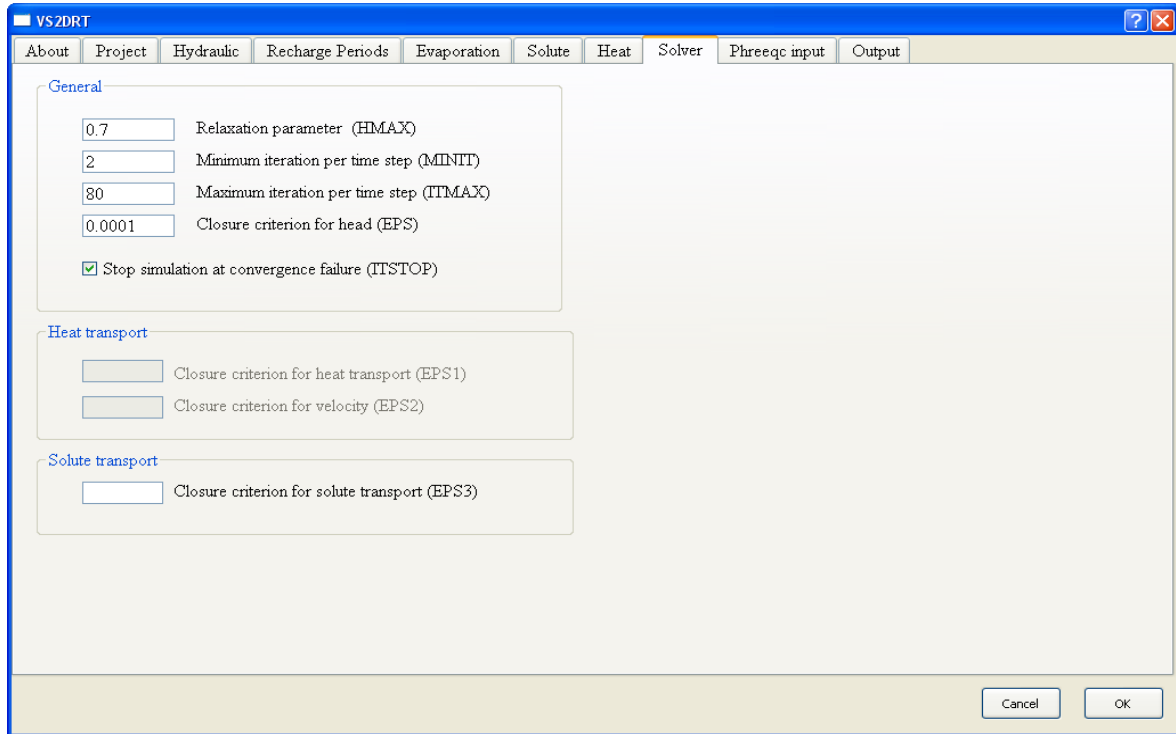 VS2DRT
About Project Hydraulic Recharge Periods Evaporation Solute Heat Solver Phreeqc input Output
General
0.7 Relaxation parameter (HMAX)
2 Minimum iteration per time step (MINIT)
80 Maximum iteration per time step (ITMAX)
0.0001 Closure criterion for head (EPS)
Stop simulation at convergence failure (ITSTOP)
Heat transport
Closure criterion for heat transport (EPS1)
Closure criterion for velocity (EPS2)
Solute transport
Closure criterion for solute transport (EPS3)
Cancel OK